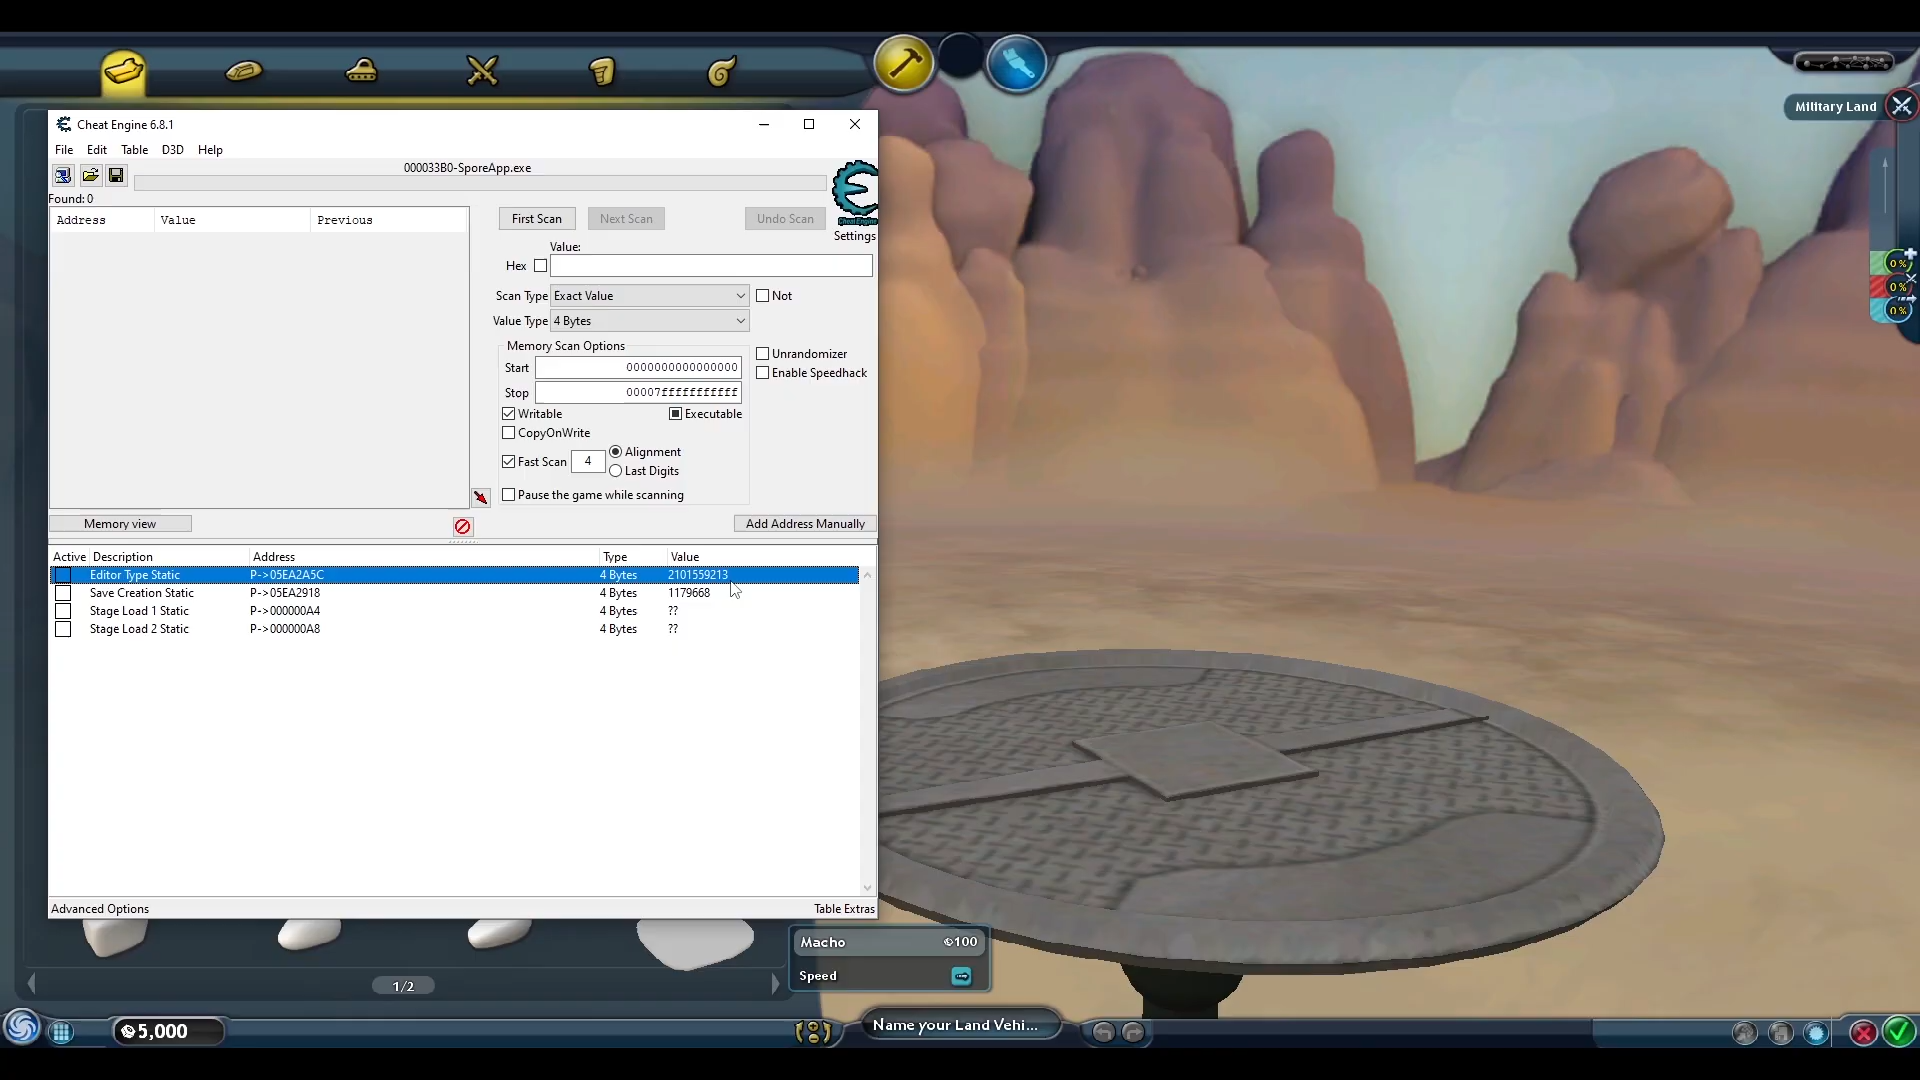 Military Land
Cheat Engine 6.8.1
File Edit Table D3D Help
000033B0-SporeApp.exe
Found: 0
Address Value Previous
First Scan Next Scan Undo Scan
Settings
Value:
Hex
Scan Type Exact Value Not
Value Type 4 Bytes
Memory Scan Options
Start 0000000000000000
Stop 00007fffffffffff
Unrandomizer
Enable Speedhack
Writable Executable
CopyOnWrite
Fast Scan 4 Alignment
Last Digits
Pause the game while scanning
Memory view Add Address Manually
Active Description Address Type Value
Editor Type Static P->05EA2A5C 4 Bytes 2101559213
Save Creation Static P->05EA2918 4 Bytes 1179668
Stage Load 1 Static P->000000A4 4 Bytes ??
Stage Load 2 Static P->000000A8 4 Bytes ??
Advanced Options Table Extras
0 %
0 %
0 %
Macho 100
Speed
1/2
5,000
Name your Land Vehi...